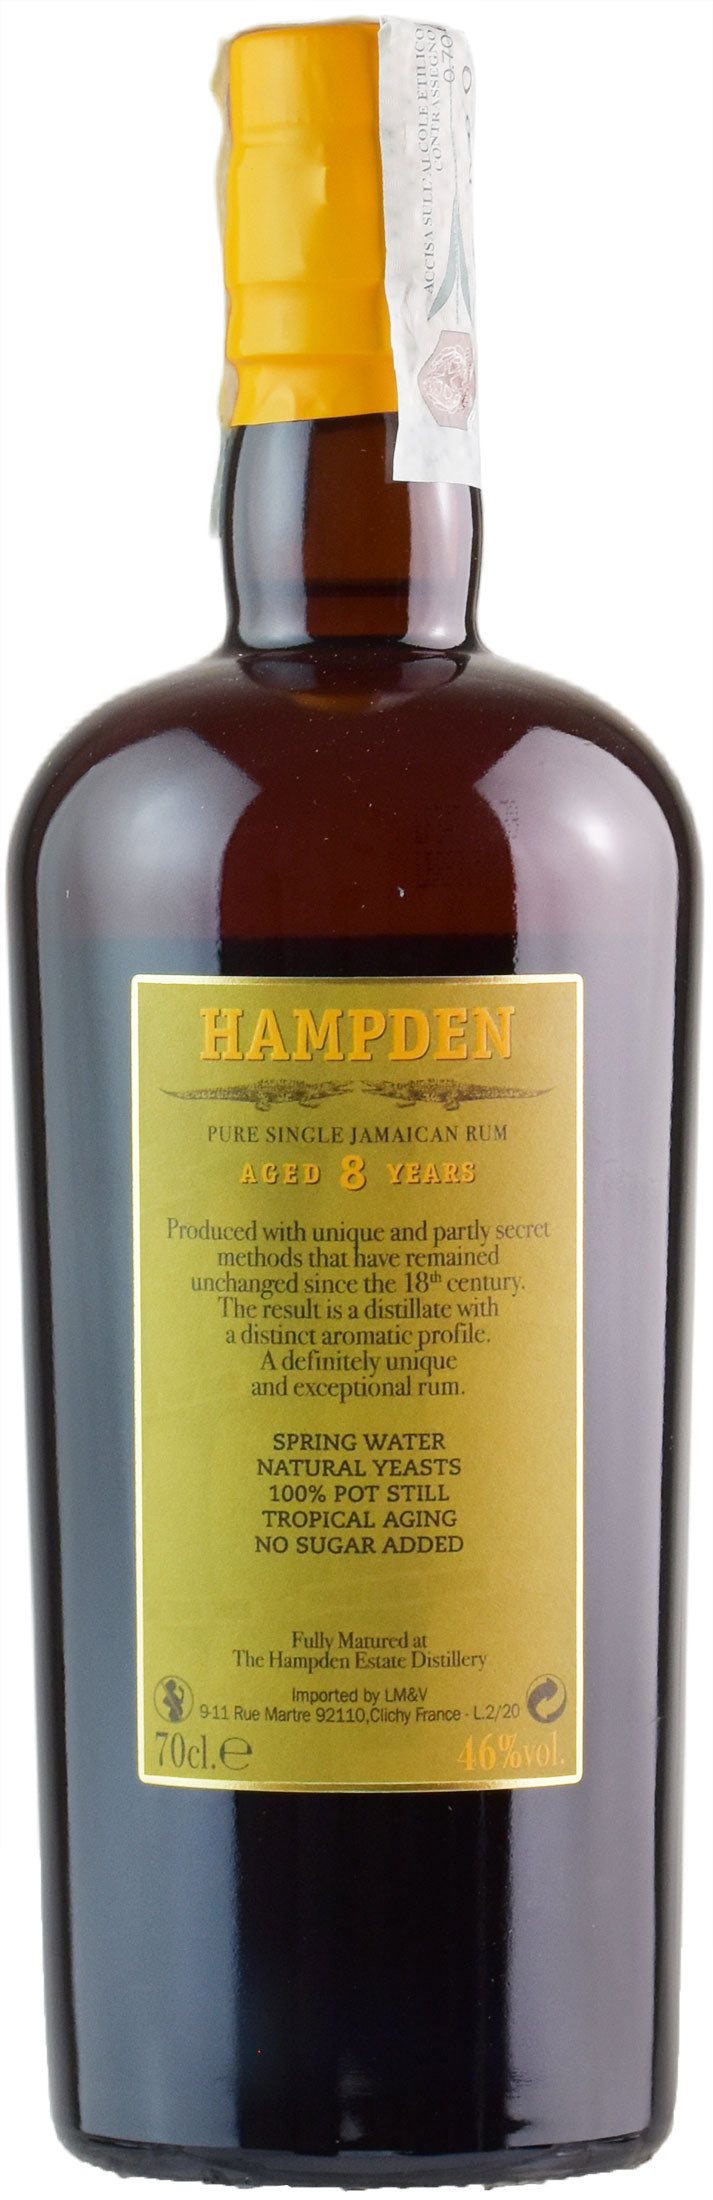 ACCISA SULL'ALCOLE ETILICO
CONTRASSEGNO
HAMPDEN
PURE SINGLE JAMAICAN RUM
AGED 8 YEARS
Produced with unique and partly secret
methods that have remained
unchanged since the 18th century.
The result is a distillate with
a distinct aromatic profile.
A definitely unique
and exceptional rum.
SPRING WATER
NATURAL YEASTS
100% POT STILL
TROPICAL AGING
NO SUGAR ADDED
Fully Matured at
The Hampden Estate Distillery
Imported by LM&V
9-11 Rue Martre 92110,Clichy France - L.2/20
70cl.℮
46%vol.